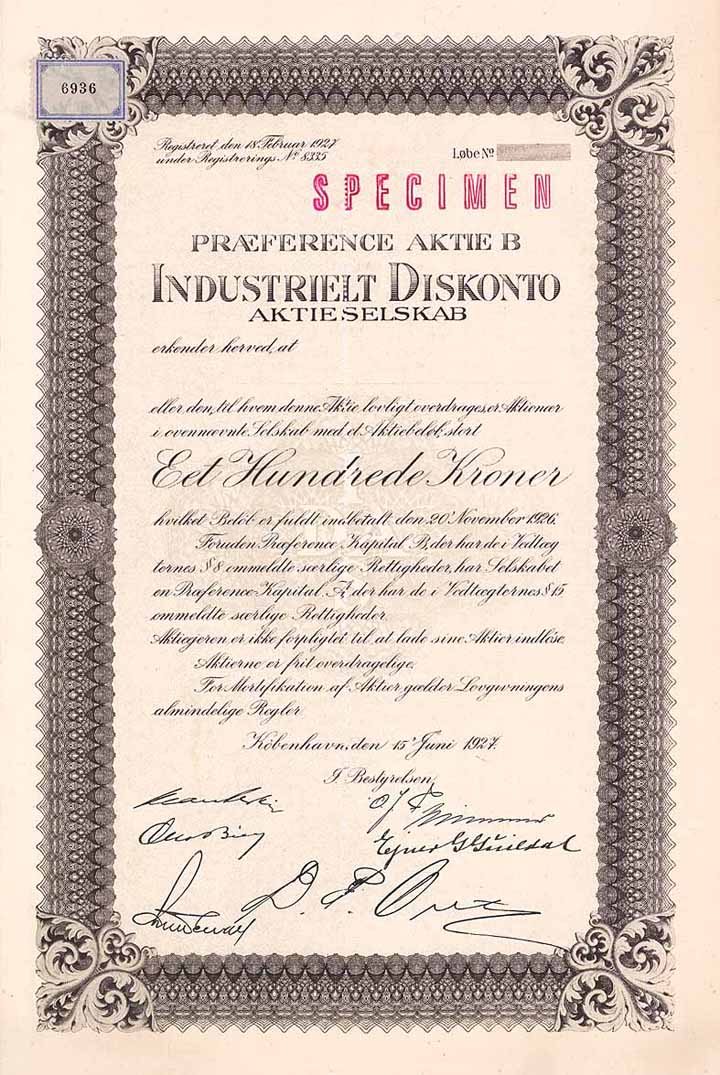 6936
Registreret, den 18. Februar 1927
under Registrerings Nº 8335
Løbe Nº
SPECIMEN
PRÆFERENCE AKTIE B
INDUSTRIELT DISKONTO
AKTIESELSKAB
erkender herved, at
eller den, til hvem denne Aktie lovligt overdrages, er Aktionær
i ovennævnte Selskab med et Aktiebeløb, stort
Eet Hundrede Kroner
hvilket Beløb er fuldt indbetalt, den 20' November 1926.
Foruden Præference Kapital B, der har de i Vedtæg
ternes § 8 ommeldte særlige Rettigheder, har Selskabet
en Præference Kapital A, der har de i Vedtægternes § 15
ommeldte særlige Rettigheder.
Aktieejeren er ikke forpligtet til at lade sine Aktier indløse.
Aktierne er frit overdragelige.
For Mortifikation af Aktier gælder Lovgivningens
almindelige Regler.
København, den 15' Juni 1927.
I Bestyrelsen,